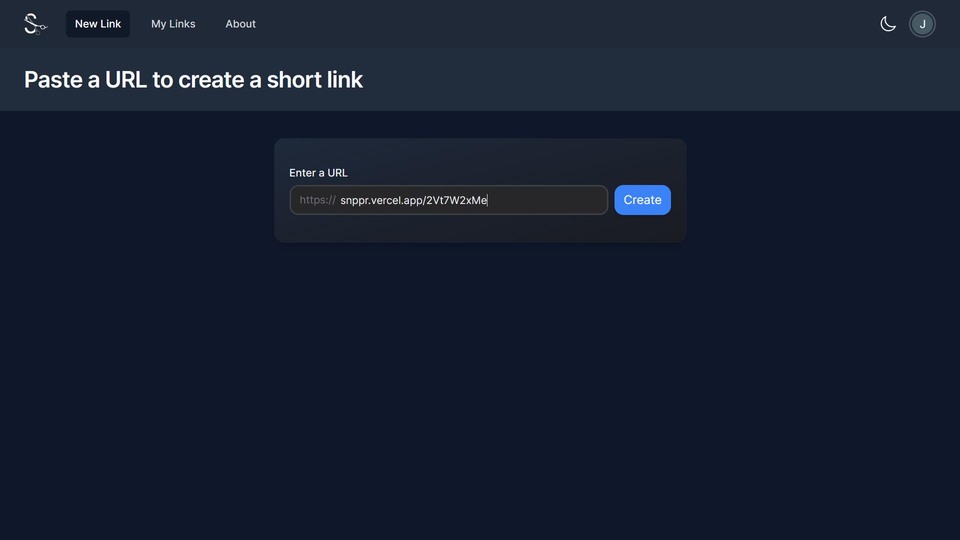 New Link
My Links
About
J
Paste a URL to create a short link
Enter a URL
https:// snppr.vercel.app/2Vt7W2xMe
Create